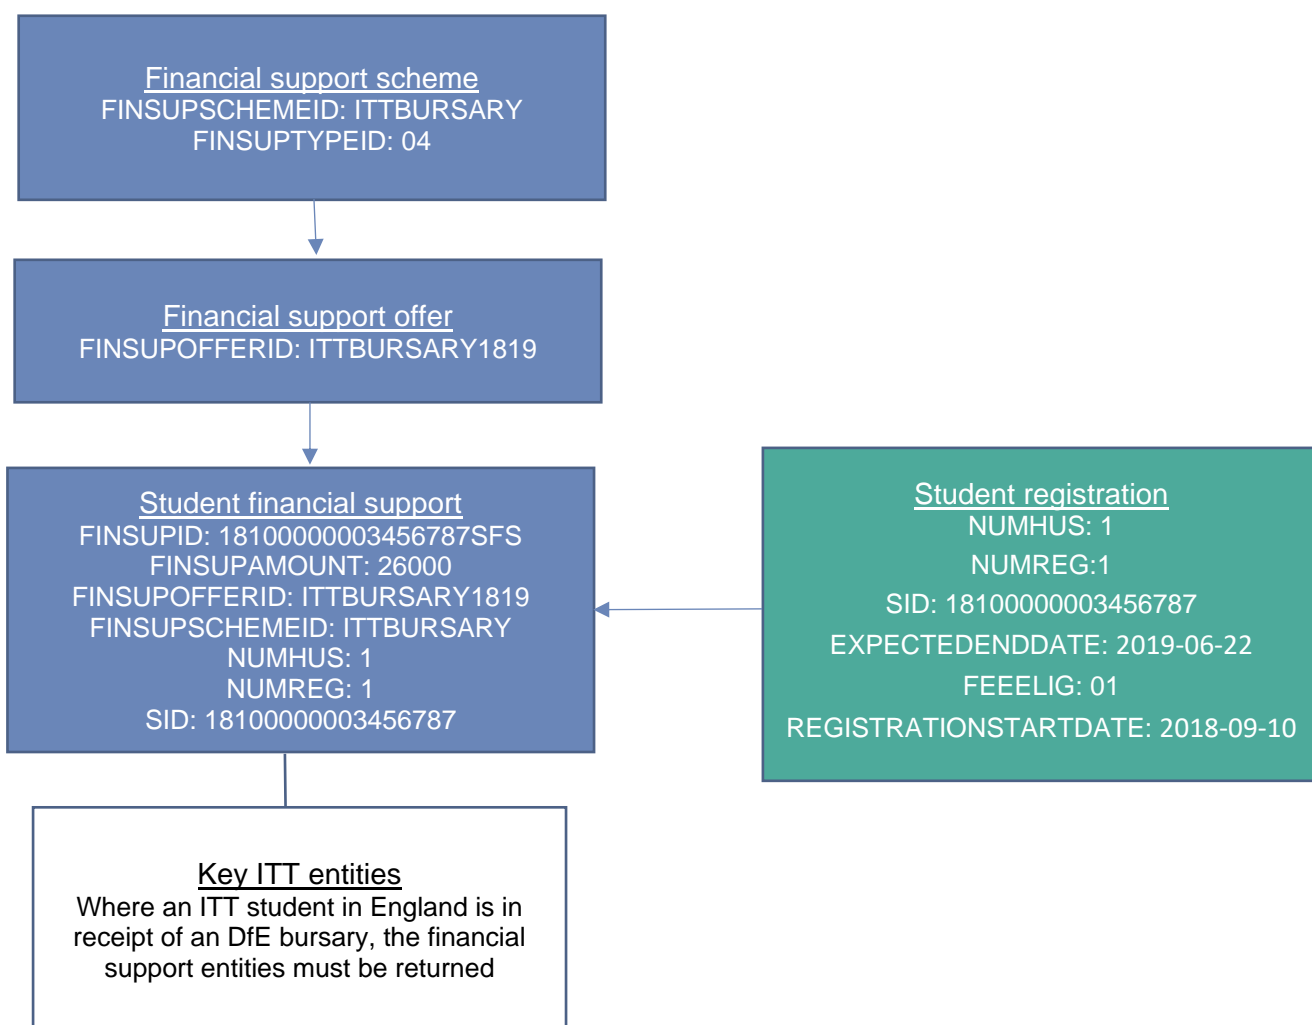 Financial support scheme
FINSUPSCHEMEID: ITTBURSARY
FINSUPTYPEID: 04
Financial support offer
FINSUPOFFERID: ITTBURSARY1819
Student financial support
FINSUPID: 18100000003456787SFS
FINSUPAMOUNT: 26000
FINSUPOFFERID: ITTBURSARY1819
FINSUPSCHEMEID: ITTBURSARY
NUMHUS: 1
NUMREG: 1
SID: 18100000003456787
Student registration
NUMHUS: 1
NUMREG:1
SID: 18100000003456787
EXPECTEDENDDATE: 2019-06-22
FEEELIG: 01
REGISTRATIONSTARTDATE: 2018-09-10
Key ITT entities
Where an ITT student in England is in
receipt of an DfE bursary, the financial
support entities must be returned